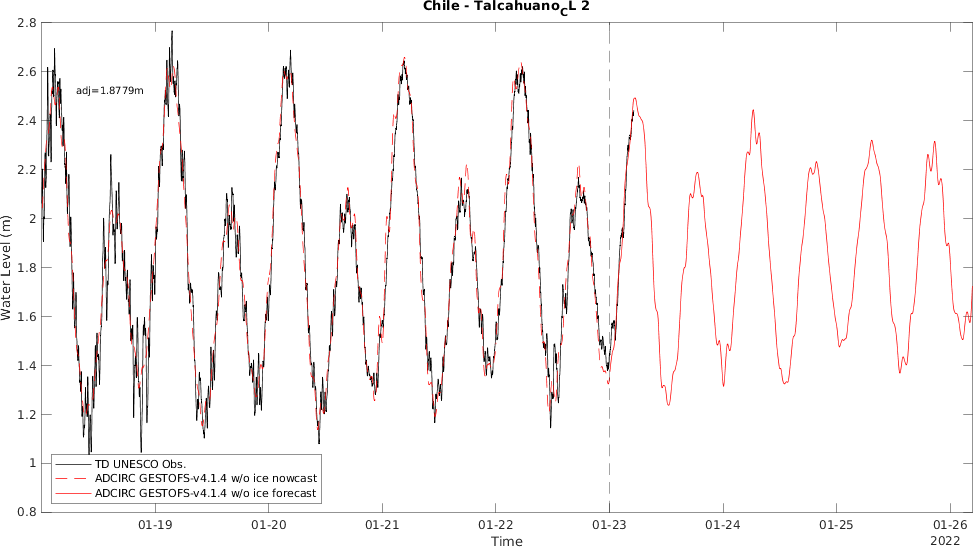 Chile - Talcahuano_CL 2
2.8
2.6
adj=1.8779m
2.4
2.2
2
1.8
1.6
1.4
1.2
1
0.8
Water Level (m)
TD UNESCO Obs.
ADCIRC GESTOFS-v4.1.4 w/o ice nowcast
ADCIRC GESTOFS-v4.1.4 w/o ice forecast
01-19
01-20
01-21
01-22
01-23
01-24
01-25
01-26
Time
2022